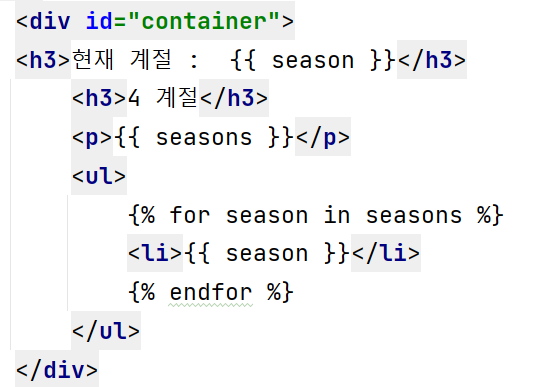 <div id="container">
<h3>현재 계절 :  {{ season }}</h3>
<h3>4 계절</h3>
<p>{{ seasons }}</p>
<ul>
{% for season in seasons %}
<li>{{ season }}</li>
{% endfor %}
</ul>
</div>